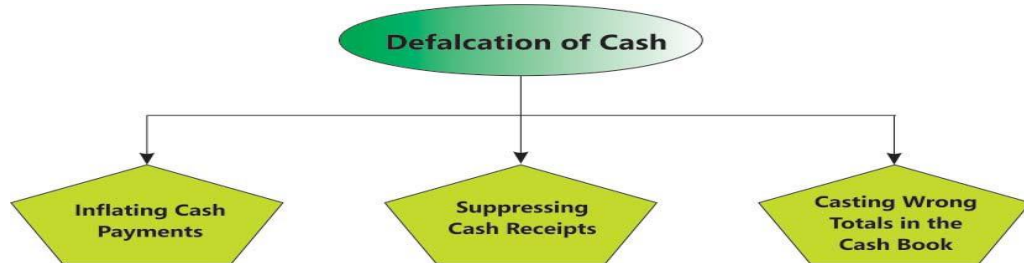 Defalcation of Cash
Inflating Cash
Payments
Suppressing
Cash Receipts
Casting Wrong
Totals in the
Cash Book